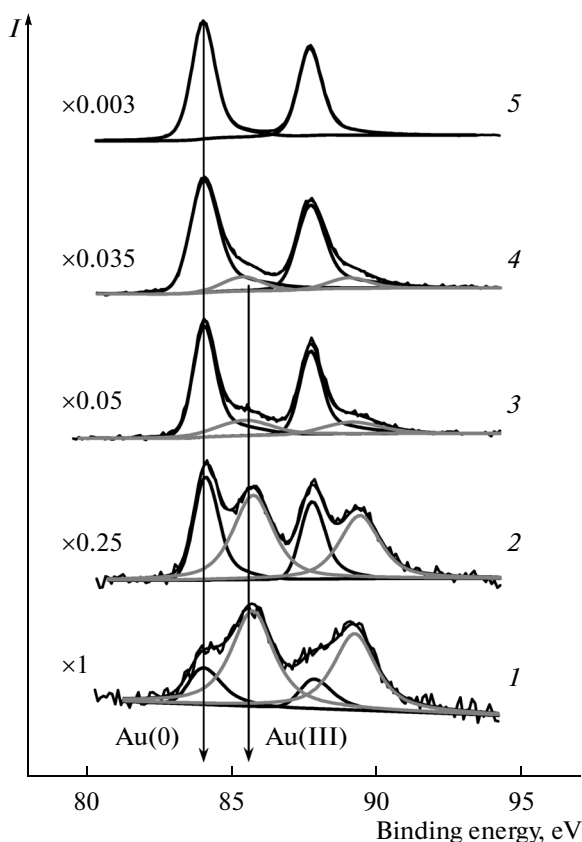 I
×0.003 5
×0.035 4
×0.05 3
×0.25 2
×1 1
Au(0) Au(III)
80 85 90 95
Binding energy, eV